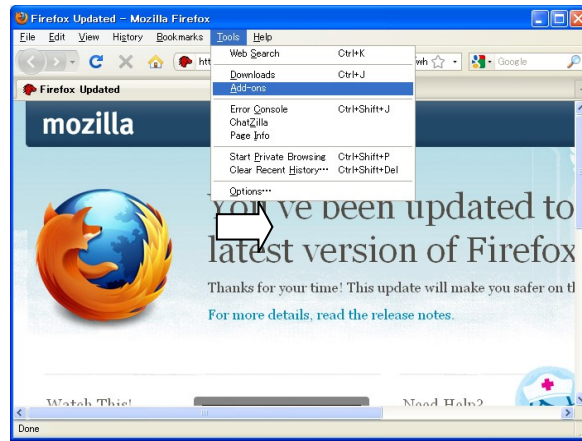 Firefox Updated - Mozilla Firefox
File Edit View History Bookmarks Tools Help
Web Search Ctrl+K
Downloads Ctrl+J
Add-ons
Error Console Ctrl+Shift+J
ChatZilla
Page Info
Start Private Browsing Ctrl+Shift+P
Clear Recent History... Ctrl+Shift+Del
Options...
htt
wh
Google
Firefox Updated
mozilla
You've been updated to
latest version of Firefox
Thanks for your time! This update will make you safer on th
For more details, read the release notes.
Watch This!
Need Help?
Done